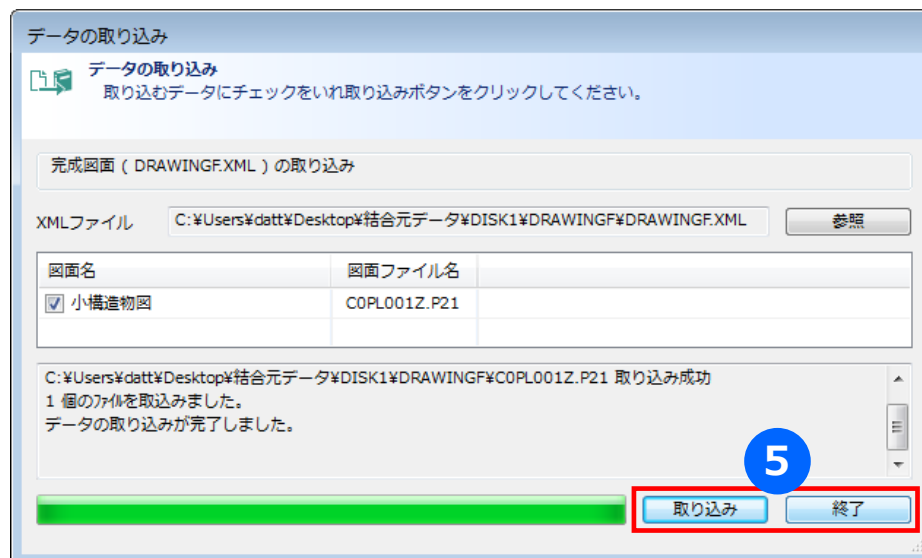 データの取り込み
データの取り込み
取り込むデータにチェックをいれ取り込みボタンをクリックしてください。
完成図面 ( DRAWINGF.XML ) の取り込み
XMLファイル C:¥Users¥datt¥Desktop¥結合元データ¥DISK1¥DRAWINGF¥DRAWINGF.XML 参照
図面名 図面ファイル名
小構造物図 C0PL001Z.P21
C:¥Users¥datt¥Desktop¥結合元データ¥DISK1¥DRAWINGF¥C0PL001Z.P21 取り込み成功
1 個のファイルを取込みました。
データの取り込みが完了しました。
5
取り込み 終了